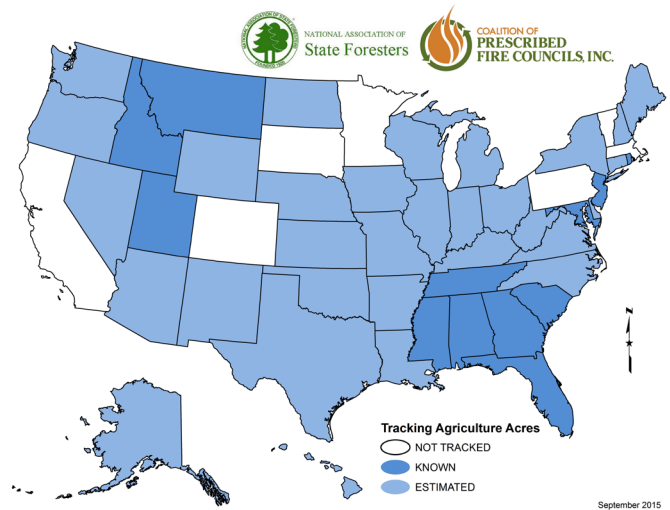 NATIONAL ASSOCIATION OF
State Foresters
COALITION OF
PRESCRIBED
FIRE COUNCILS, INC.
N
Tracking Agriculture Acres
NOT TRACKED
KNOWN
ESTIMATED
September 2015